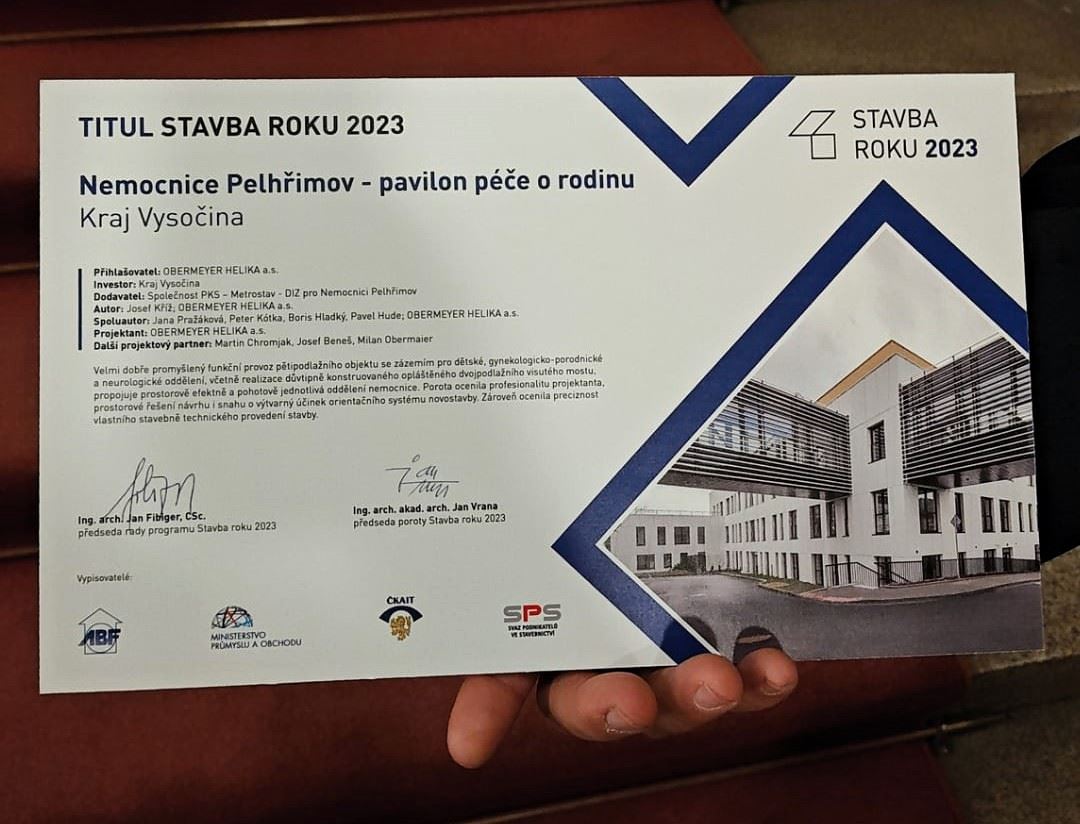 TITUL STAVBA ROKU 2023
STAVBA
ROKU 2023
Nemocnice Pelhřimov - pavilon péče o rodinu
Kraj Vysočina
Přihlašovatel: OBERMEYER HELIKA a.s.
Investor: Kraj Vysočina
Dodavatel: Společnost PKS – Metrostav - DIZ pro Nemocnici Pelhřimov
Autor: Josef Kříž; OBERMEYER HELIKA a.s.
Spoluautor: Jana Pražáková, Peter Kótka, Boris Hladký, Pavel Hude; OBERMEYER HELIKA a.s.
Projektant: OBERMEYER HELIKA a.s.
Další projektový partner: Martin Chromjak, Josef Beneš, Milan Obermaier
Velmi dobře promyšlený funkční provoz pětipodlažního objektu se zázemím pro dětské, gynekologicko-porodnické
a neurologické oddělení, včetně realizace důvtipně konstruovaného opláštěného dvojpodlažního visutého mostu,
propojuje prostorově efektně a pohotově jednotlivá oddělení nemocnice. Porota ocenila profesionalitu projektanta,
prostorové řešení návrhu i snahu o výtvarný účinek orientačního systému novostavby. Zároveň ocenila preciznost
vlastního stavebně technického provedení stavby.
Ing. arch. Jan Fibiger, CSc.
předseda rady programu Stavba roku 2023
Ing. arch. akad. arch. Jan Vrana
předseda poroty Stavba roku 2023
Vypisovatelé:
ABF
MINISTERSTVO
PRŮMYSLU A OBCHODU
ČKAIT
SPS
SVAZ PODNIKATELŮ
VE STAVEBNICTVÍ